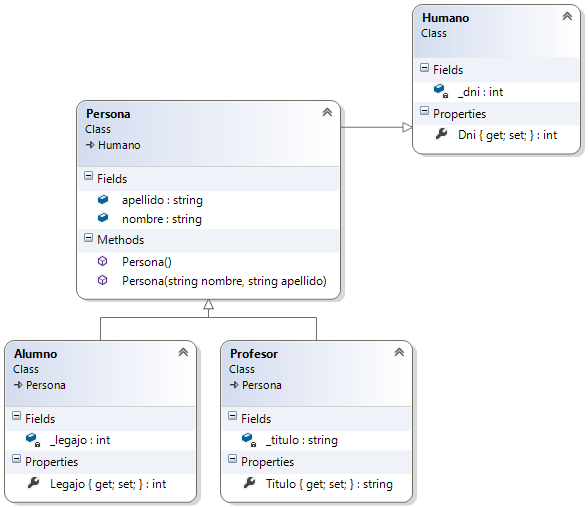 Humano
Class
Fields
_dni : int
Properties
Dni { get; set; } : int
Persona
Class
Humano
Fields
apellido : string
nombre : string
Methods
Persona()
Persona(string nombre, string apellido)
Alumno
Class
Persona
Fields
_legajo : int
Properties
Legajo { get; set; } : int
Profesor
Class
Persona
Fields
_titulo : string
Properties
Titulo { get; set; } : string